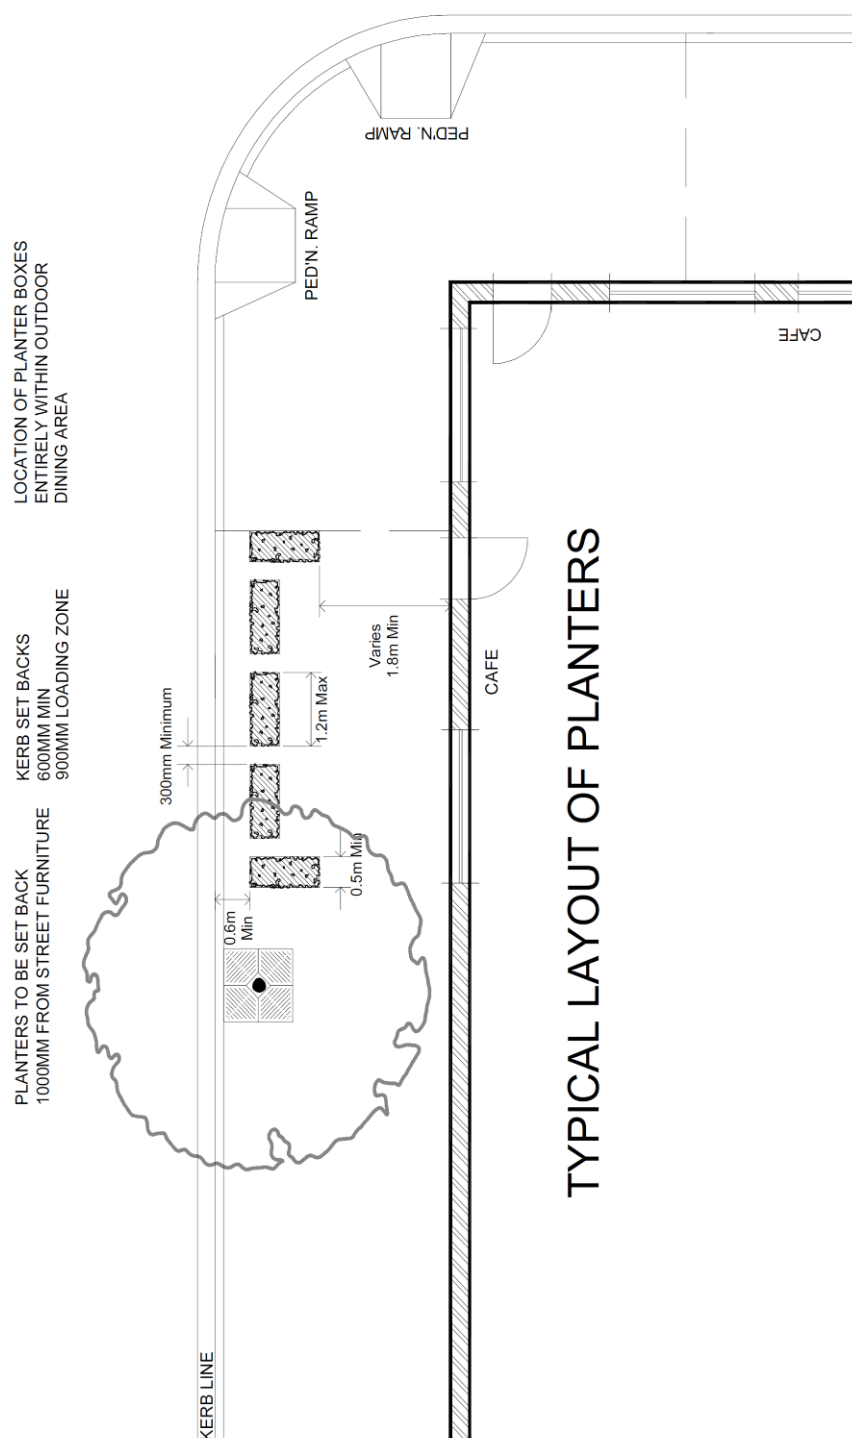 TYPICAL LAYOUT OF PLANTERS
PLANTERS TO BE SET BACK
1000MM FROM STREET FURNITURE
KERB SET BACKS
600MM MIN
900MM LOADING ZONE
LOCATION OF PLANTER BOXES
ENTIRELY WITHIN OUTDOOR
DINING AREA
KERB LINE
0.6m
Min
300mm Minimum
0.5m Min
1.2m Max
Varies
1.8m Min
PED'N. RAMP
PED'N. RAMP
CAFE
CAFE